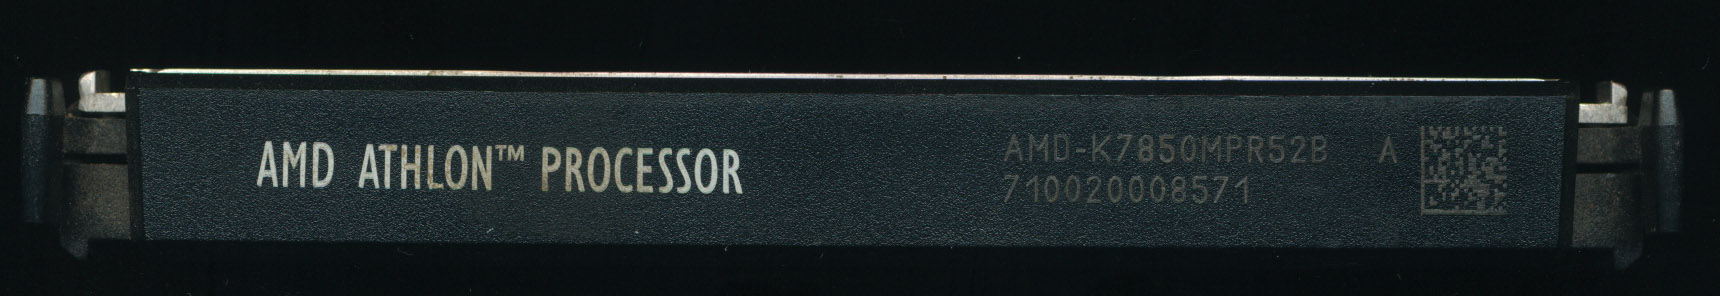 AMD ATHLON™ PROCESSOR
AMD-K7850MPR52B A
710020008571